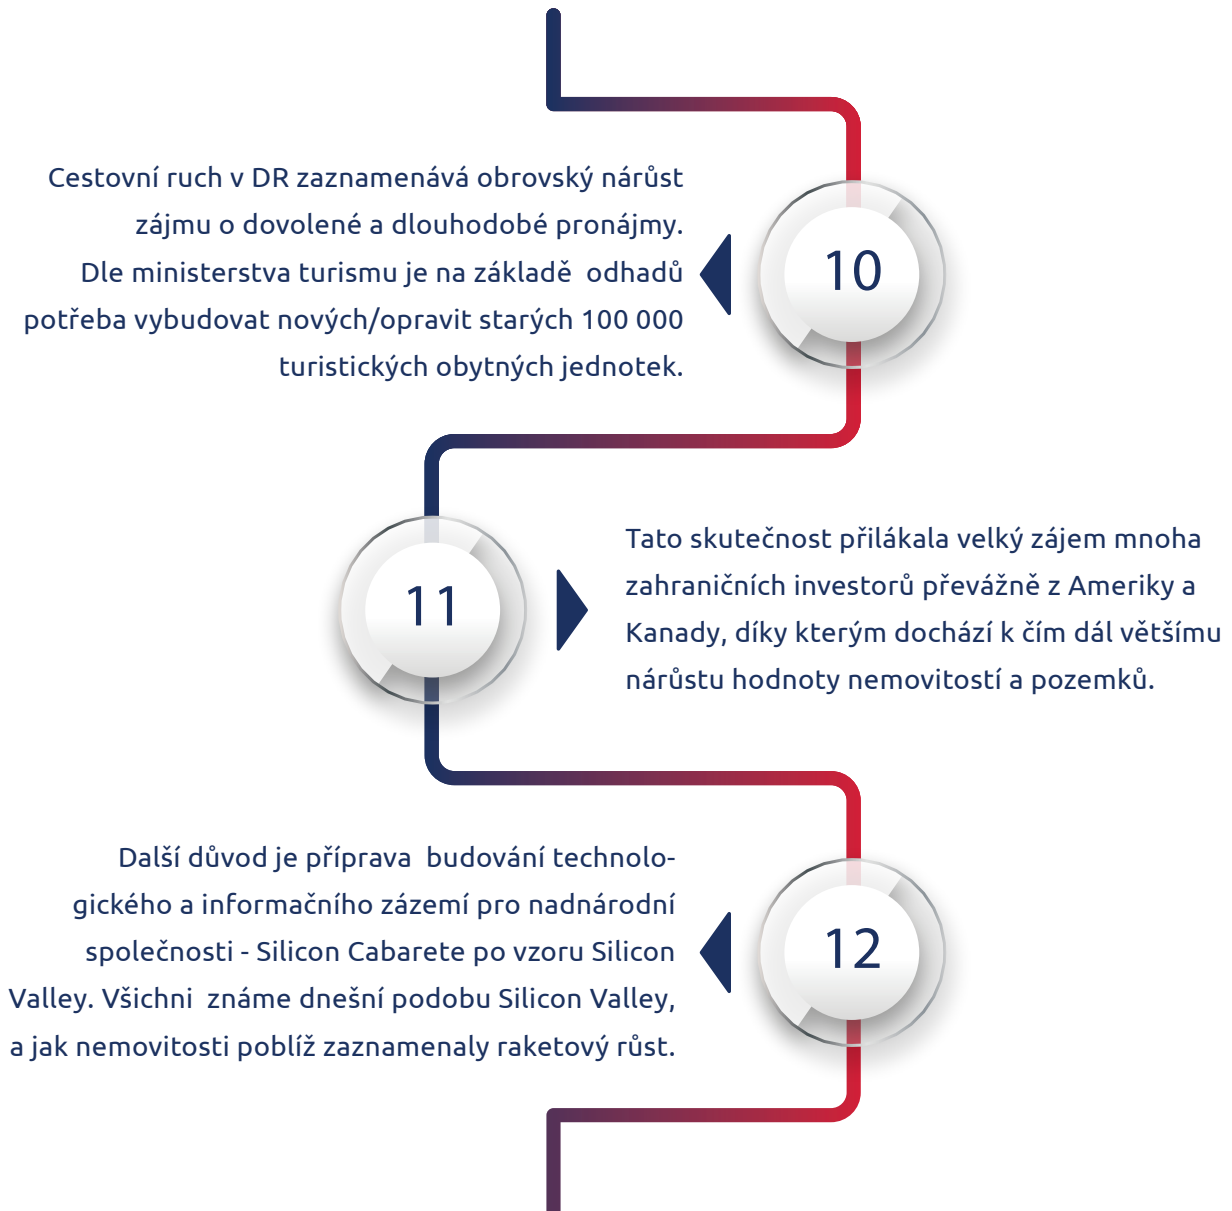 Cestovní ruch v DR zaznamenává obrovský nárůst
zájmu o dovolené a dlouhodobé pronájmy.
Dle ministerstva turismu je na základě  odhadů
potřeba vybudovat nových/opravit starých 100 000
turistických obytných jednotek.
10
11
Tato skutečnost přilákala velký zájem mnoha
zahraničních investorů převážně z Ameriky a
Kanady, díky kterým dochází k čím dál většímu
nárůstu hodnoty nemovitostí a pozemků.
Další důvod je příprava  budování technolo-
gického a informačního zázemí pro nadnárodní
společnosti - Silicon Cabarete po vzoru Silicon
Valley. Všichni  známe dnešní podobu Silicon Valley,
a jak nemovitosti poblíž zaznamenaly raketový růst.
12